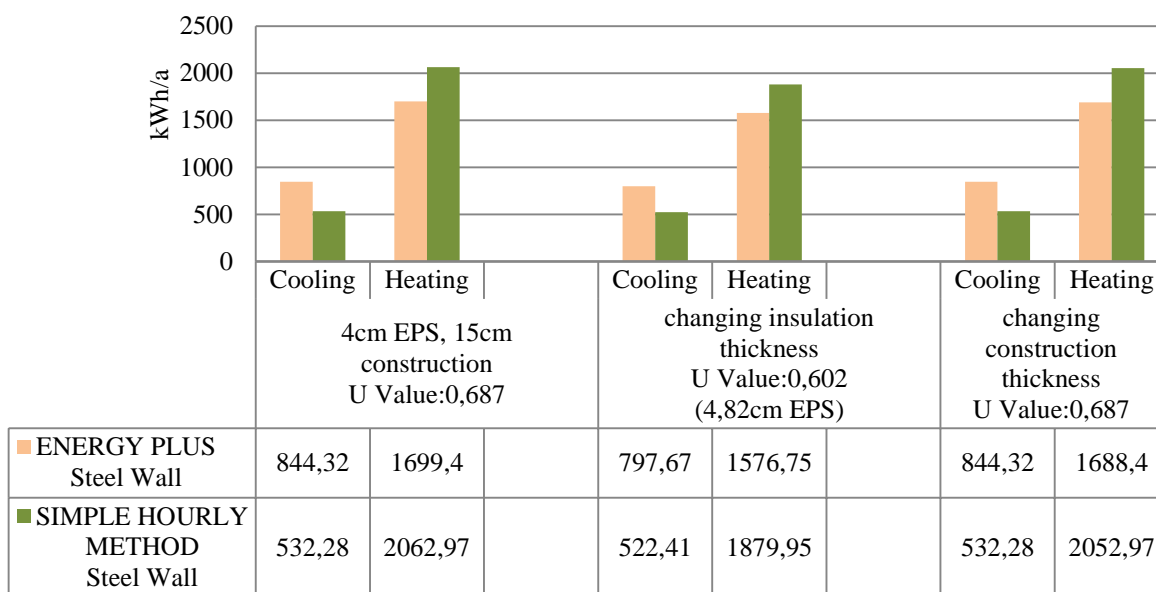 2500
2000
1500
1000
500
0
kWh/a
Cooling Heating Cooling Heating Cooling Heating
4cm EPS, 15cm
construction
U Value:0,687
changing insulation
thickness
U Value:0,602
(4,82cm EPS)
changing
construction
thickness
U Value:0,687
ENERGY PLUS
Steel Wall
844,32 1699,4 797,67 1576,75 844,32 1688,4
SIMPLE HOURLY
METHOD
Steel Wall
532,28 2062,97 522,41 1879,95 532,28 2052,97